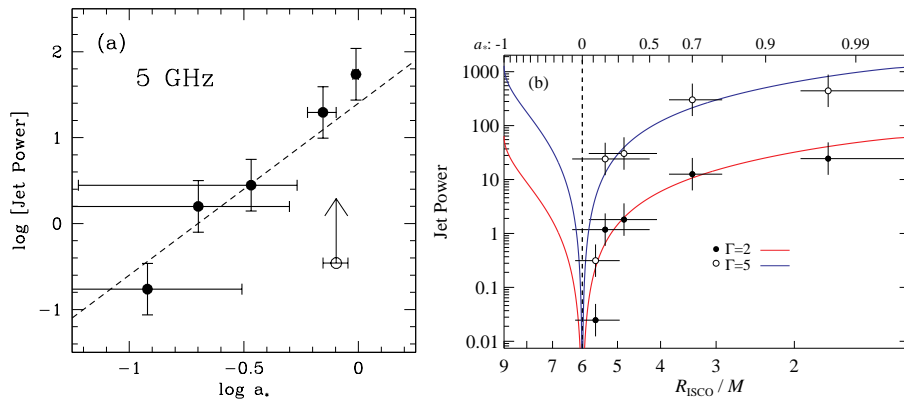 (a)
5 GHz
log [Jet Power]
2
1
0
−1
−1
−0.5
0
log a*
a*: -1
0
0.5
0.7
0.9
0.99
(b)
Jet Power
1000
100
10
1
0.1
0.01
Γ=2
Γ=5
9
7
6
5
4
3
2
R_ISCO / M